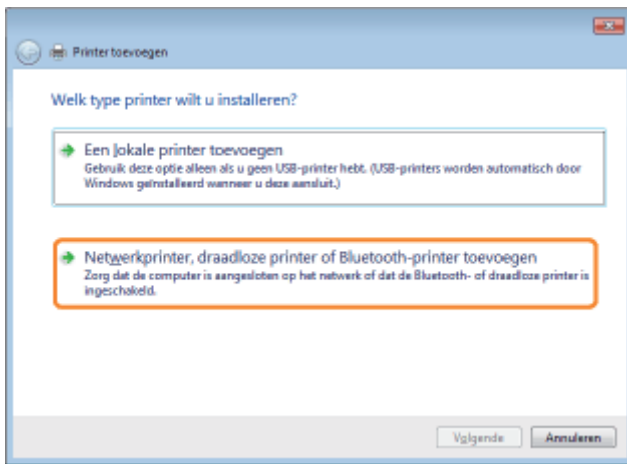 Printer toevoegen
Welk type printer wilt u installeren?
Een lokale printer toevoegen
Gebruik deze optie alleen als u geen USB-printer hebt. (USB-printers worden automatisch door
Windows geïnstalleerd wanneer u deze aansluit.)
Netwerkprinter, draadloze printer of Bluetooth-printer toevoegen
Zorg dat de computer is aangesloten op het netwerk of dat de Bluetooth- of draadloze printer is
ingeschakeld.
Volgende Annuleren